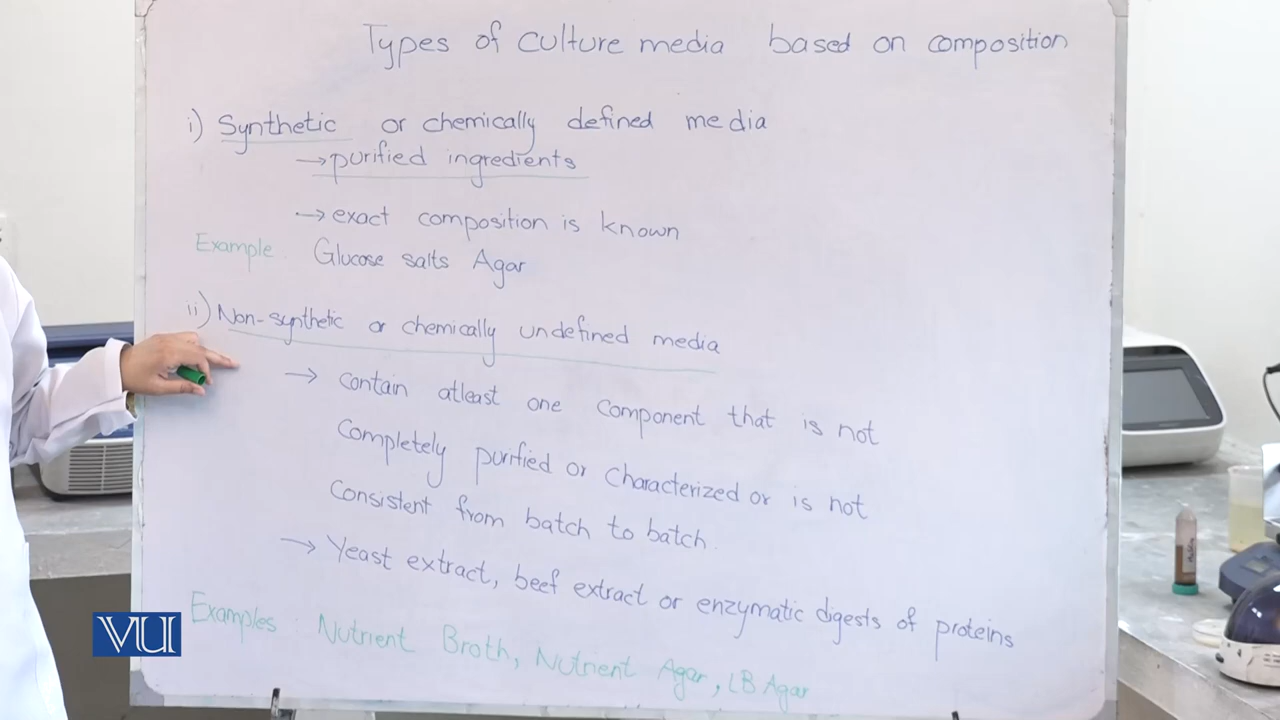 Types of culture media based on composition
i) Synthetic or chemically defined media
→ purified ingredients
→ exact composition is known
Example. Glucose salts Agar
ii) Non-synthetic or chemically undefined media
→ contain atleast one component that is not
completely purified or characterized or is not
consistent from batch to batch.
→ Yeast extract, beef extract or enzymatic digests of proteins
Examples: Nutrient Broth, Nutrient Agar, LB Agar
VU